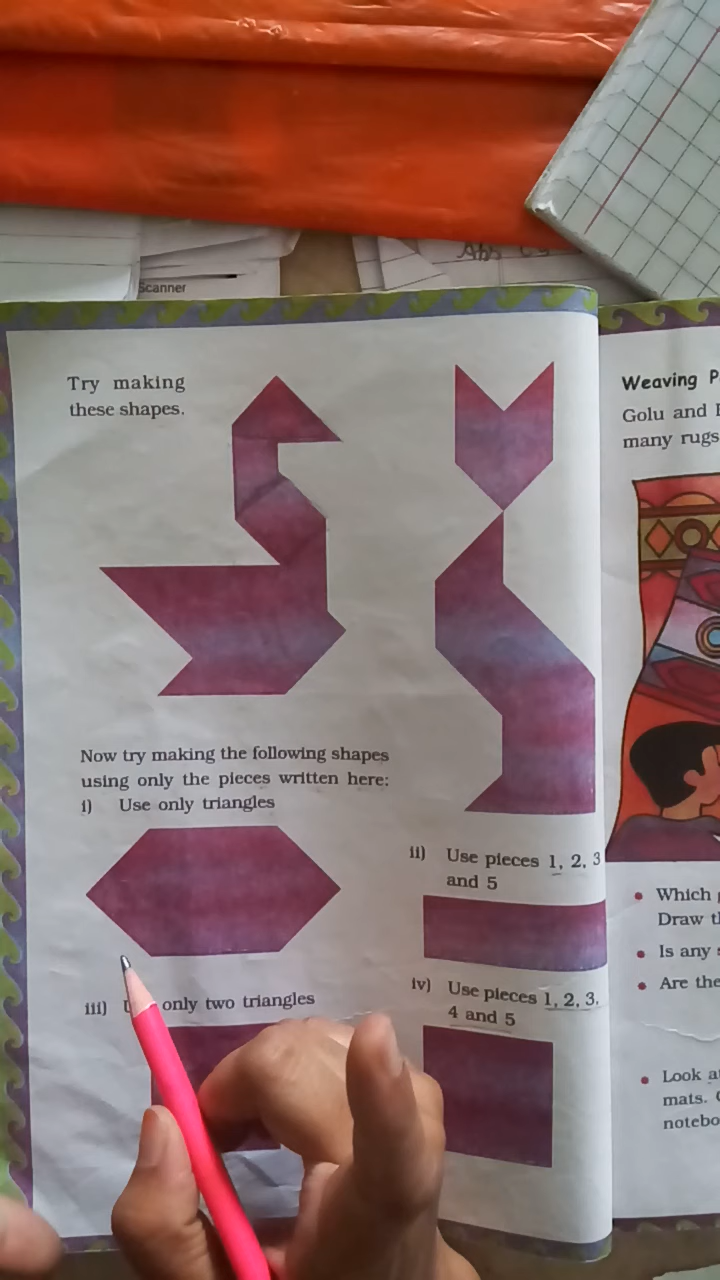 Scanner
Try making
these shapes.
Now try making the following shapes
using only the pieces written here:
i) Use only triangles
ii) Use pieces 1, 2, 3
and 5
iii) only two triangles
iv) Use pieces 1, 2, 3,
4 and 5
Weaving P
Golu and
many rugs
• Which
Draw t
• Is any
• Are the
• Look a
mats.
notebo